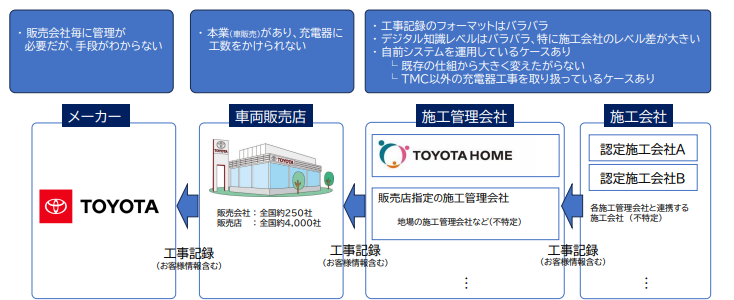 ・販売会社毎に管理が
必要だが、手段がわからない
・本業(車販売)があり、充電器に
工数をかけられない
・工事記録のフォーマットはバラバラ
・デジタル知識レベルはバラバラ、特に施工会社のレベル差が大きい
・自前システムを運用しているケースあり
└ 既存の仕組から大きく変えたがらない
└ TMC以外の充電器工事を取り扱っているケースあり
メーカー
車両販売店
施工管理会社
施工会社
TOYOTA
TOYOTA
販売会社：全国約250社
販売店　：全国約4,000社
TOYOTA HOME
販売店指定の施工管理会社
地場の施工管理会社など(不特定)
⋮
認定施工会社A
認定施工会社B
各施工管理会社と連携する
施工会社（不特定）
⋮
工事記録
(お客様情報含む)
工事記録
(お客様情報含む)
工事記録
(お客様情報含む)